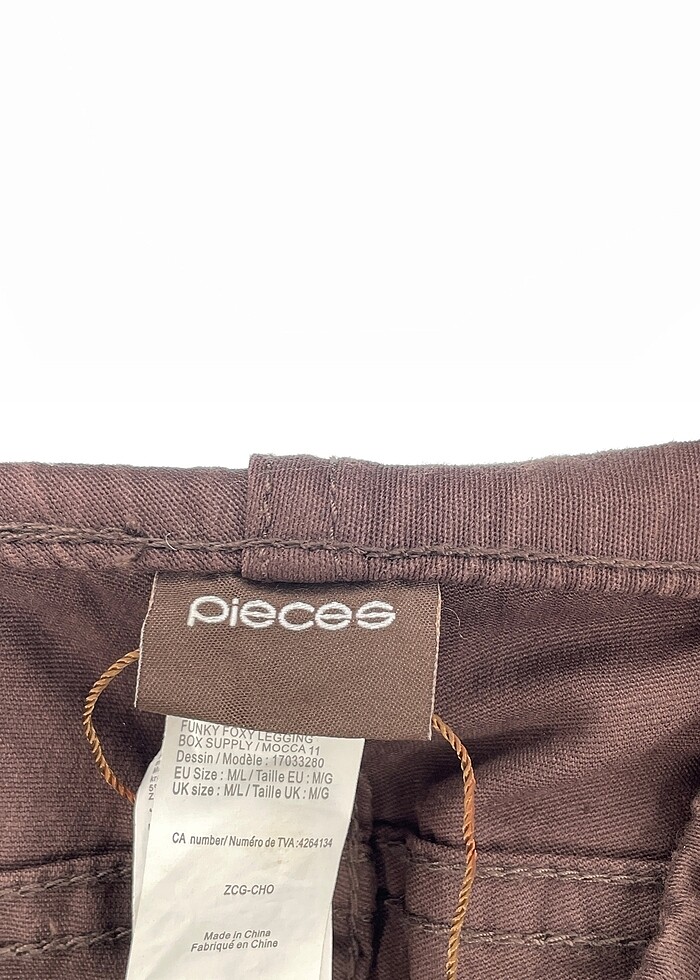 pieces
FUNKY FOXY LEGGING
BOX SUPPLY / MOCCA 11
Dessin / Modèle : 17033280
EU Size : M/L / Taille EU : M/G
UK size : M/L / Taille UK : M/G
CA number/ Numéro de TVA :4264134
ZCG-CHO
Made in China
Fabriqué en Chine